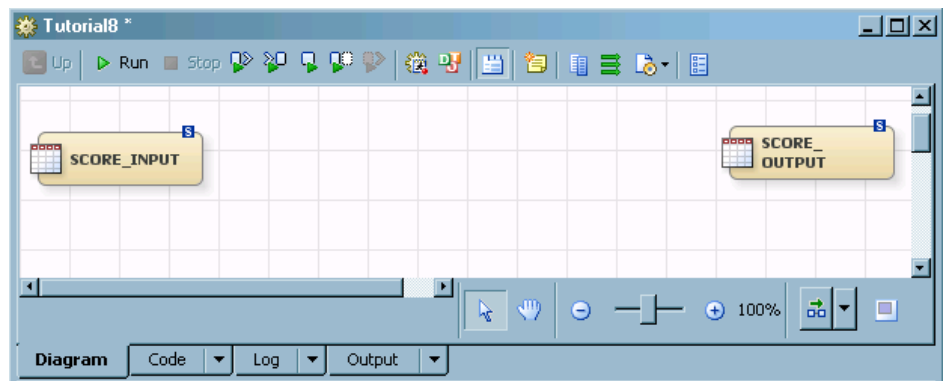 Tutorial8 *
Up Run Stop
S
SCORE_INPUT
S
SCORE_
OUTPUT
100%
Diagram Code Log Output